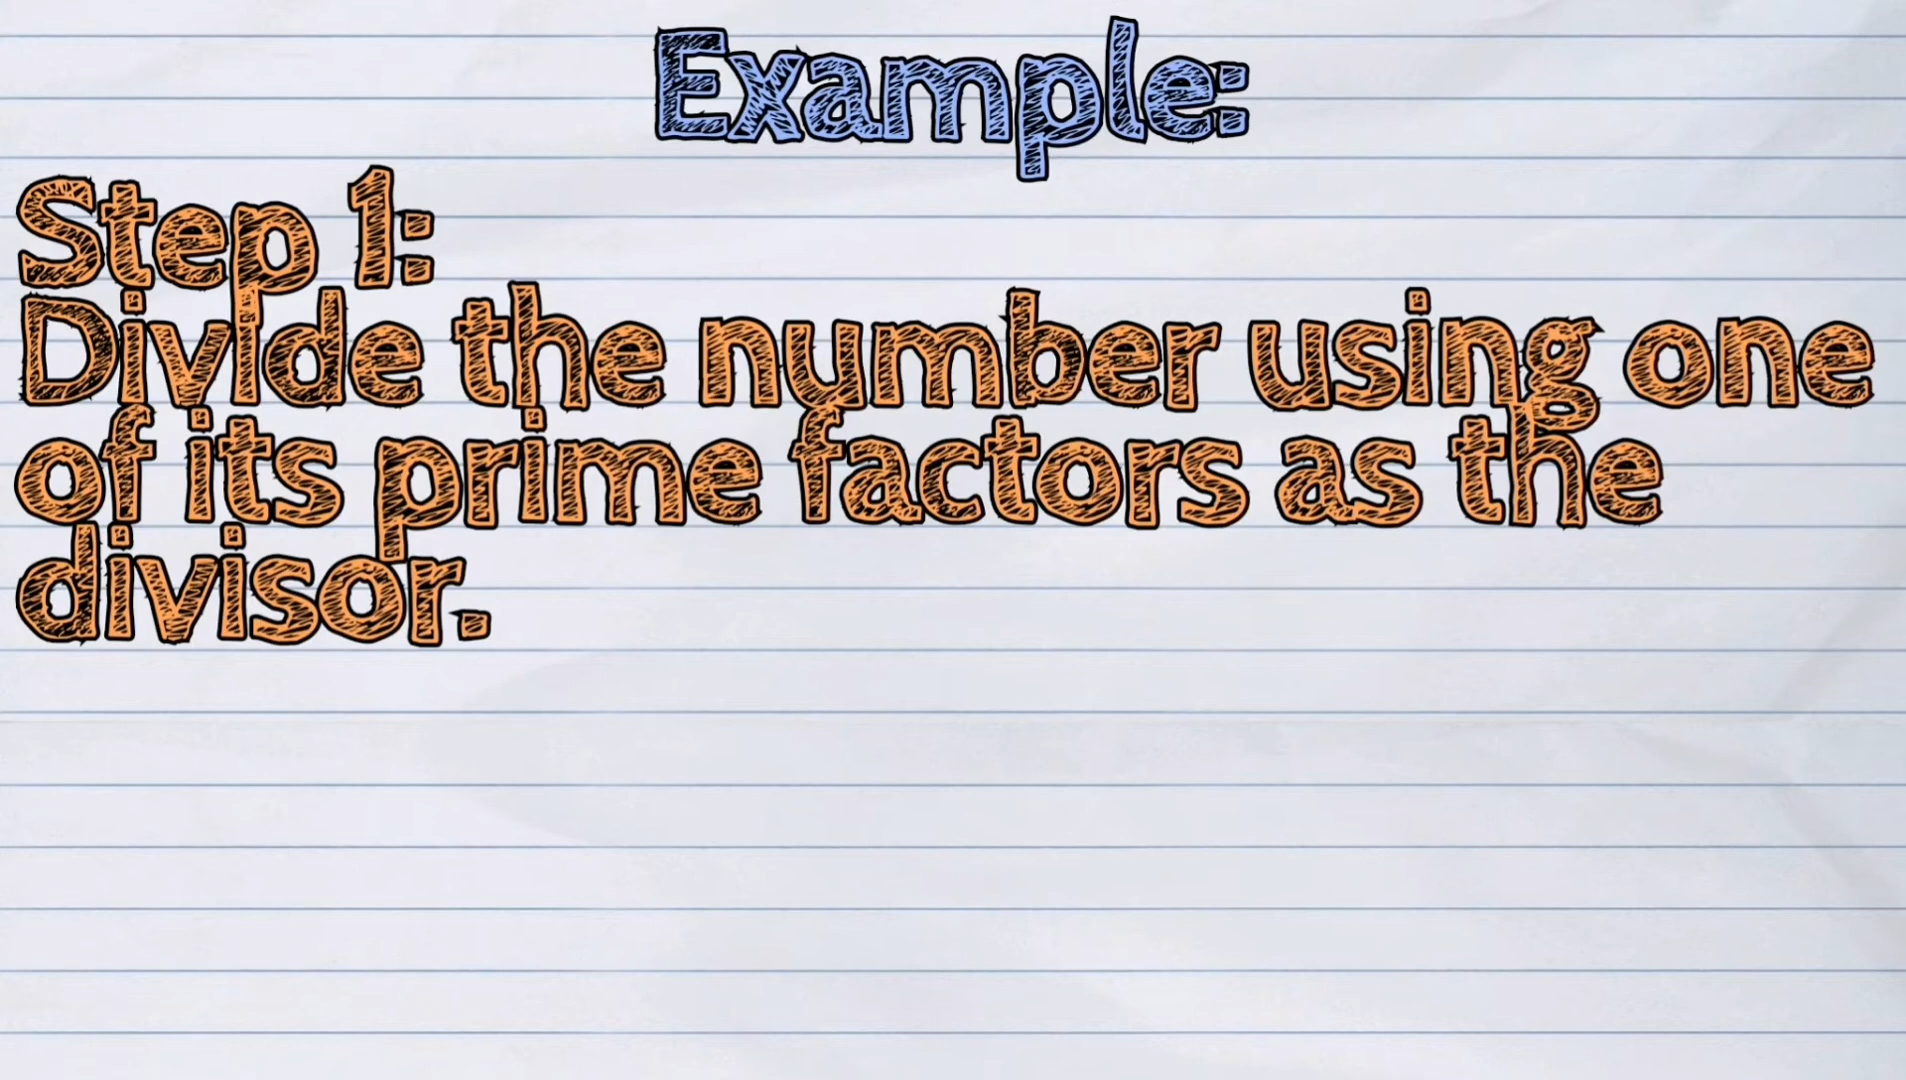 Example:
Step 1:
Divide the number using one
of its prime factors as the
divisor.